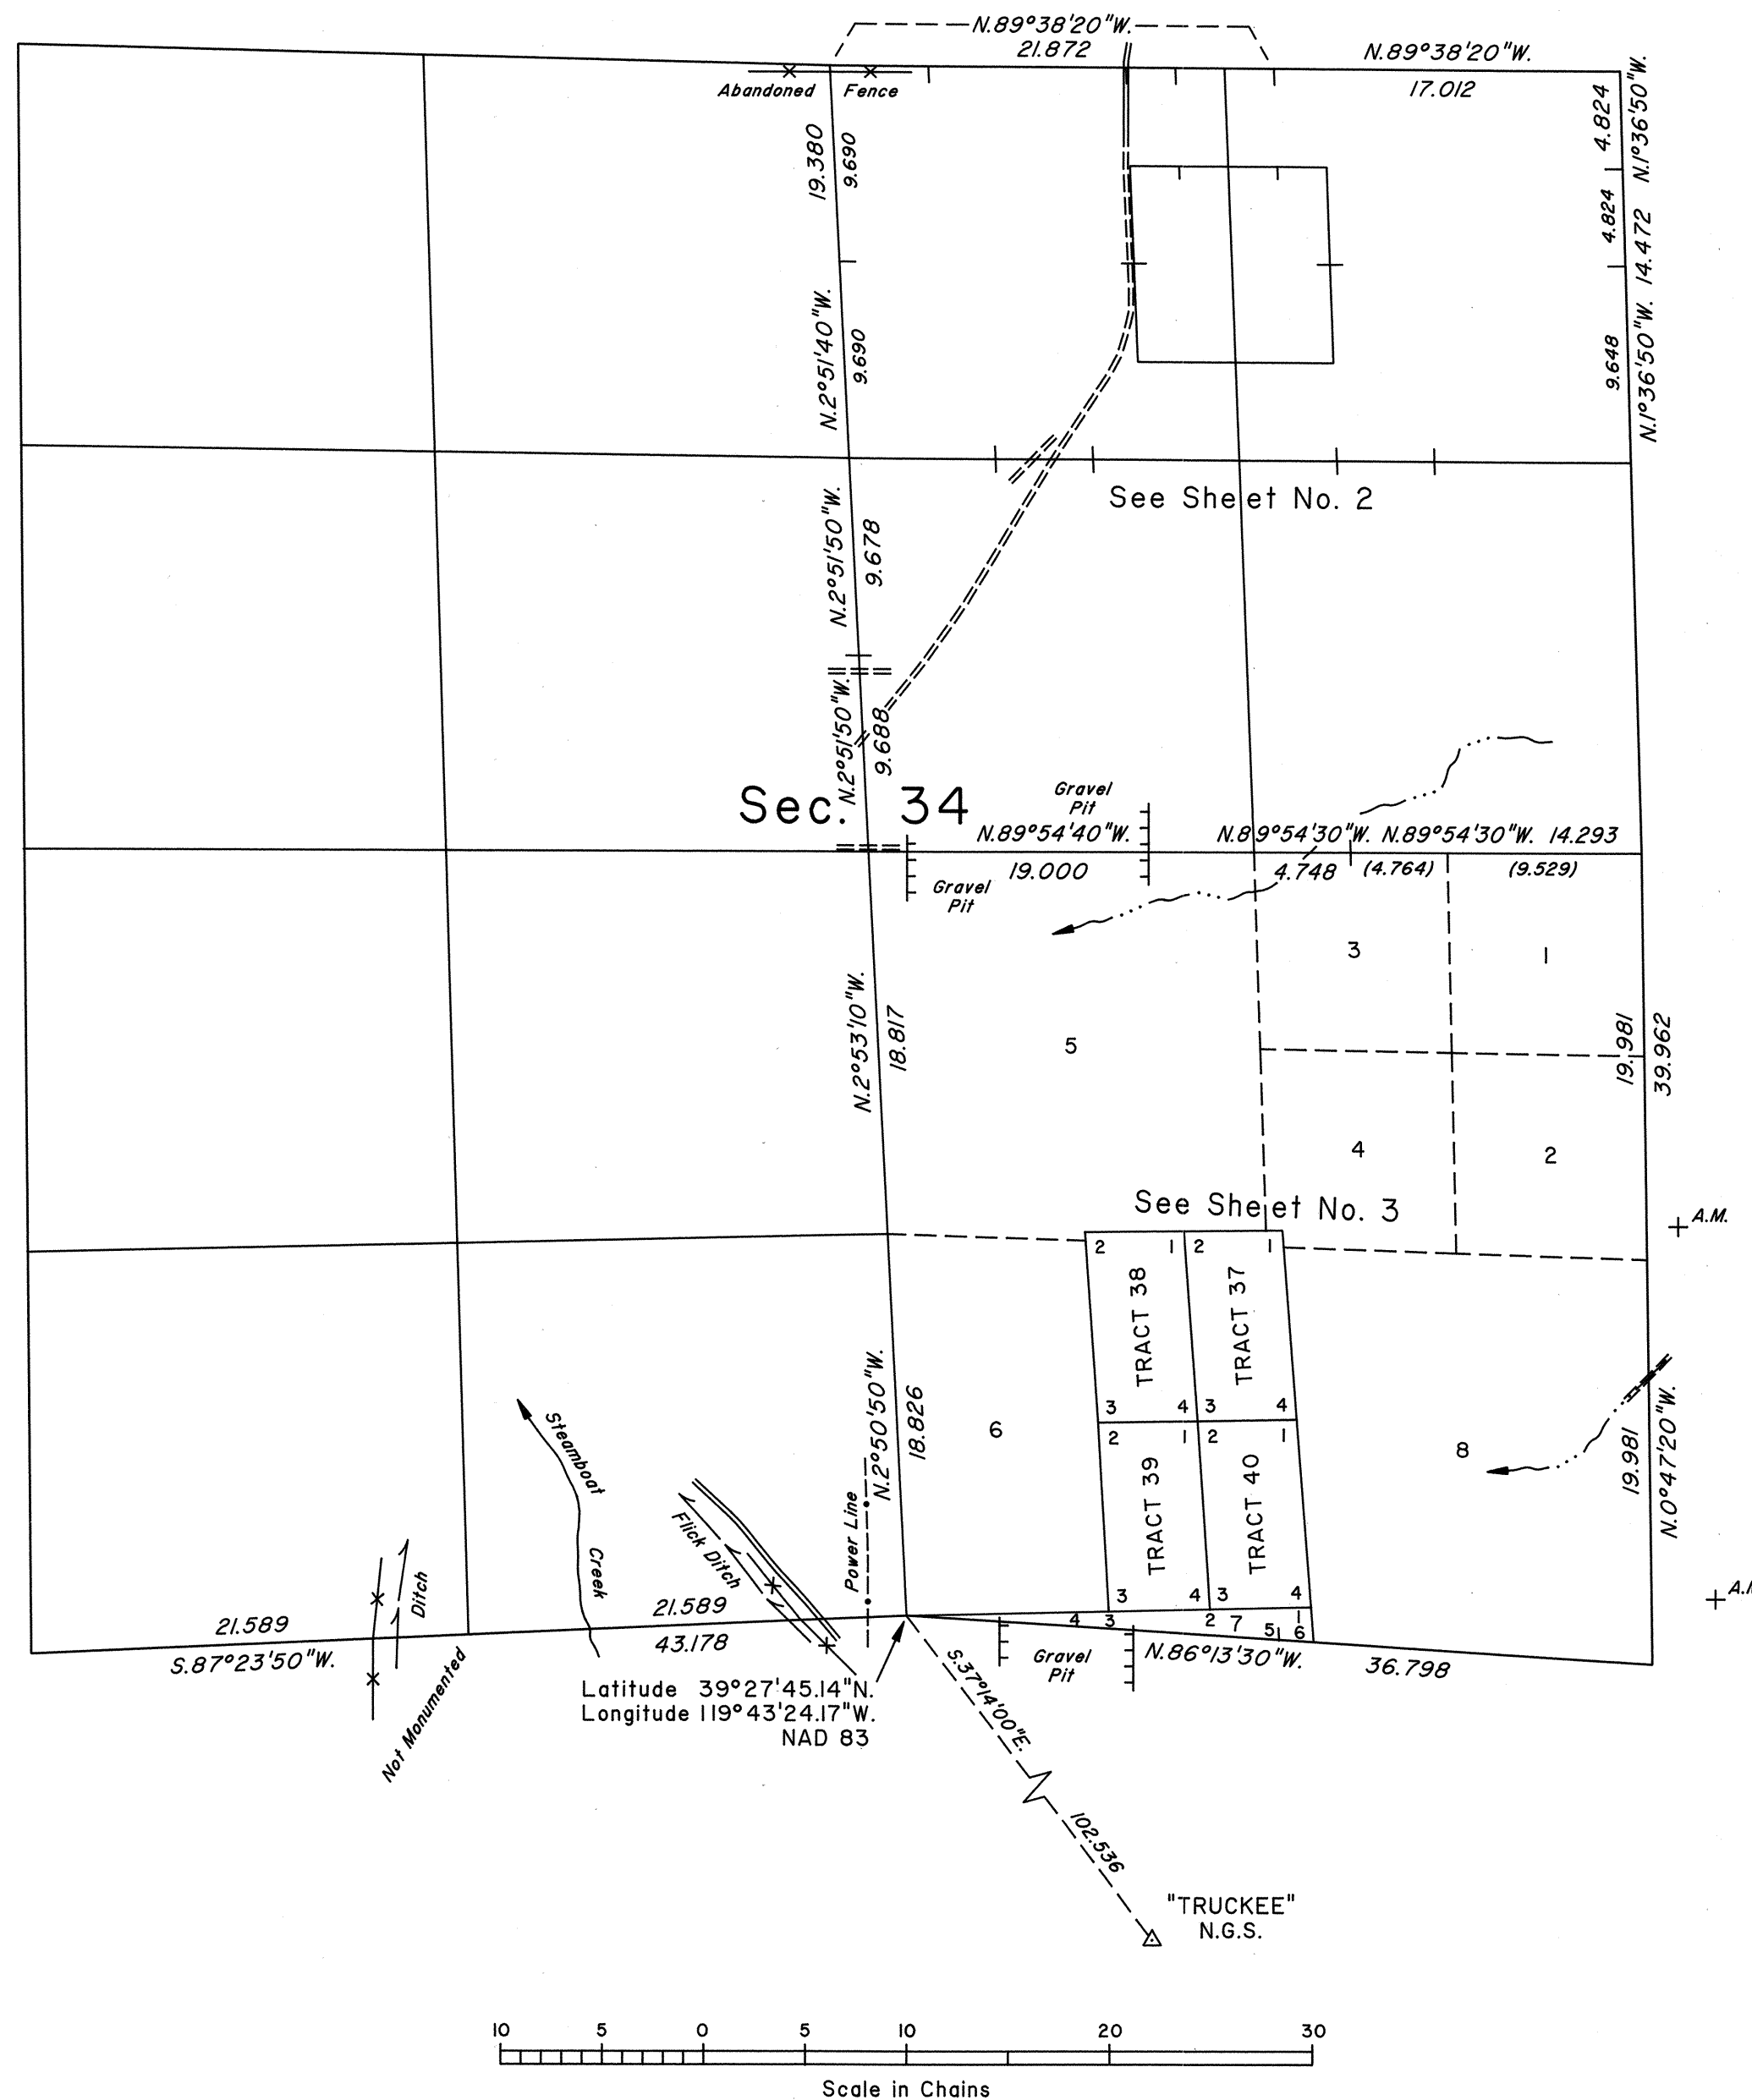 N.89°38'20"W.
21.872
N.89°38'20"W.
17.012
Abandoned Fence
19.380
9.690
4.824
N.1°36'50"W.
4.824
14.472
N.2°51'40"W.
9.690
9.648
N.1°36'50"W.
See Sheet No. 2
N.2°51'50"W.
9.678
N.2°51'50"W.
9.688
Sec. 34
Gravel
Pit
N.89°54'40"W.
N.89°54'30"W.
N.89°54'30"W.
14.293
19.000
4.748
(4.764)
(9.529)
Gravel
Pit
3
1
N.2°53'10"W.
18.817
5
19.981
39.962
4
2
See Sheet No. 3
A.M.
2 1 2 1
TRACT 38
TRACT 37
3 4 3 4
2 1 2 1
TRACT 39
TRACT 40
3 4 3 4
N.2°50'50"W.
18.826
6
8
19.981
N.0°47'20"W.
Steamboat
Creek
Flick Ditch
Power Line
Ditch
21.589
21.589
S.87°23'50"W.
43.178
4 3 2 7 5 1 6
Gravel
Pit
N.86°13'30"W.
36.798
Not Monumented
Latitude 39°27'45.14"N.
Longitude 119°43'24.17"W.
NAD 83
S.37°14'00"E.
102.536
"TRUCKEE"
N.G.S.
10 5 0 5 10 20 30
Scale in Chains